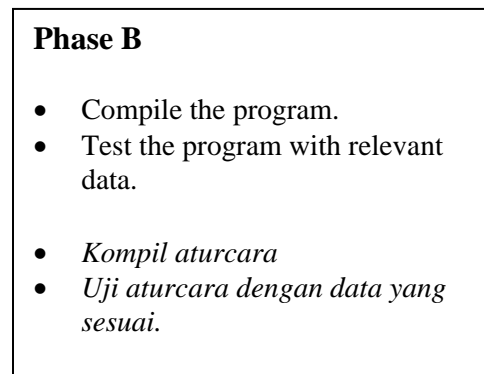 Phase B
• Compile the program.
• Test the program with relevant
data.
• Kompil aturcara
• Uji aturcara dengan data yang
sesuai.